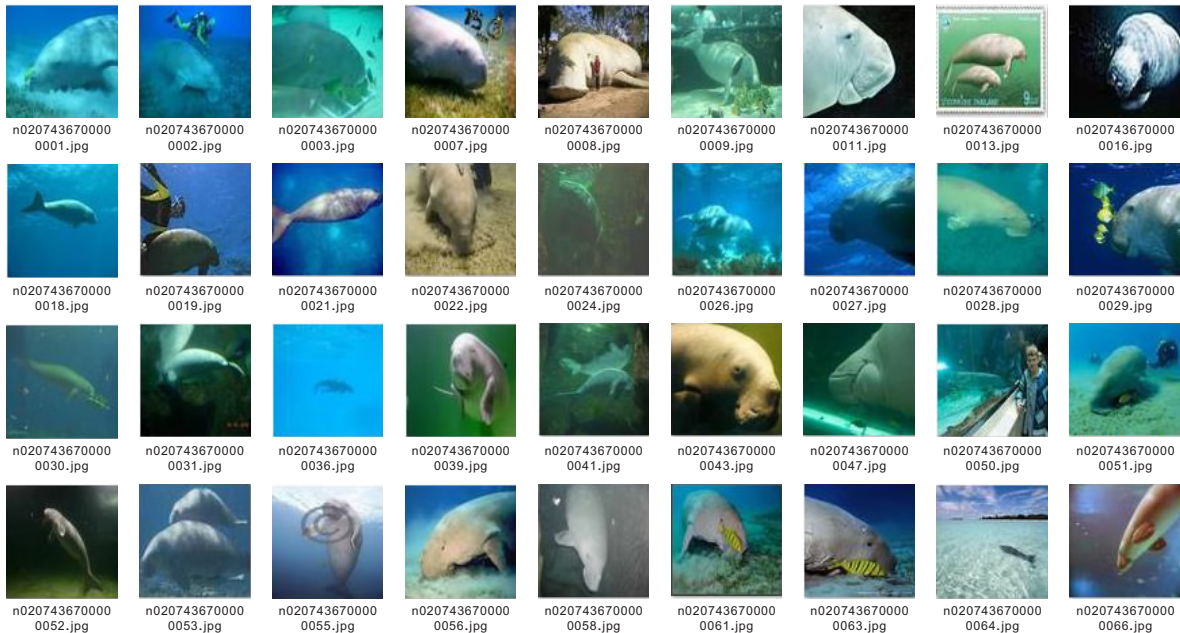 n020743670000 n020743670000 n020743670000 n020743670000 n020743670000 n020743670000 n020743670000 n020743670000 n020743670000
0001.jpg 0002.jpg 0003.jpg 0007.jpg 0008.jpg 0009.jpg 0011.jpg 0013.jpg 0016.jpg
n020743670000 n020743670000 n020743670000 n020743670000 n020743670000 n020743670000 n020743670000 n020743670000 n020743670000
0018.jpg 0019.jpg 0021.jpg 0022.jpg 0024.jpg 0026.jpg 0027.jpg 0028.jpg 0029.jpg
n020743670000 n020743670000 n020743670000 n020743670000 n020743670000 n020743670000 n020743670000 n020743670000 n020743670000
0030.jpg 0031.jpg 0036.jpg 0039.jpg 0041.jpg 0043.jpg 0047.jpg 0050.jpg 0051.jpg
©
n020743670000 n020743670000 n020743670000 n020743670000 n020743670000 n020743670000 n020743670000 n020743670000 n020743670000
0052.jpg 0053.jpg 0055.jpg 0056.jpg 0058.jpg 0061.jpg 0063.jpg 0064.jpg 0066.jpg
THAILAND
9